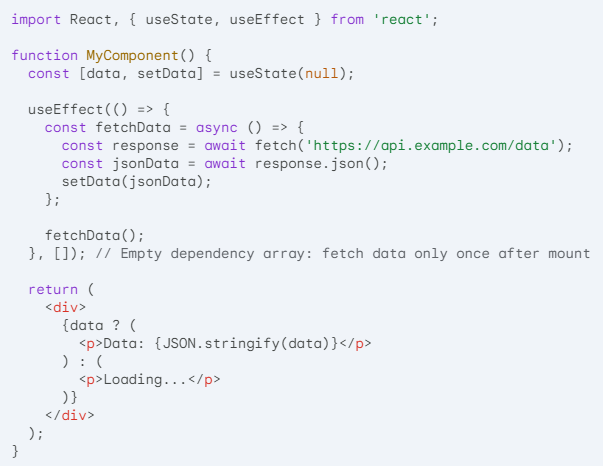 import React, { useState, useEffect } from 'react';

function MyComponent() {
  const [data, setData] = useState(null);

  useEffect(() => {
    const fetchData = async () => {
      const response = await fetch('https://api.example.com/data');
      const jsonData = await response.json();
      setData(jsonData);
    };

    fetchData();
  }, []); // Empty dependency array: fetch data only once after mount

  return (
    <div>
      {data ? (
        <p>Data: {JSON.stringify(data)}</p>
      ) : (
        <p>Loading...</p>
      )}
    </div>
  );
}